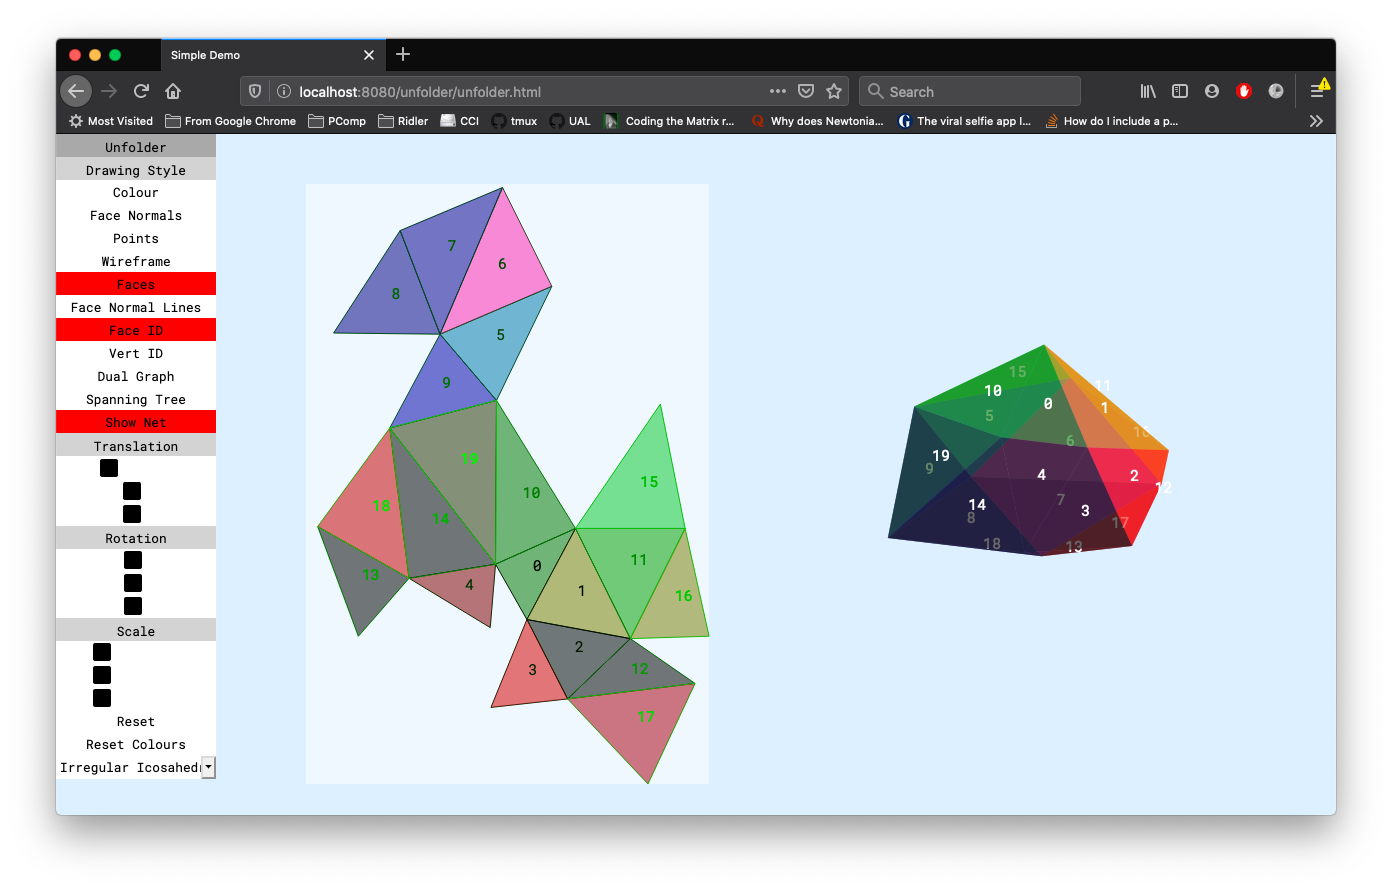 Simple Demo
localhost:8080/unfolder/unfolder.html
Search
Most Visited From Google Chrome PComp Ridler CCI tmux UAL Coding the Matrix r... Why does Newtonia... The viral selfie app l... How do I include a p...
Unfolder
Drawing Style
Colour
Face Normals
Points
Wireframe
Faces
Face Normal Lines
Face ID
Vert ID
Dual Graph
Spanning Tree
Show Net
Translation
Rotation
Scale
Reset
Reset Colours
Irregular Icosahedr
7
6
8
5
9
19
18
14
10
15
13
4
0
1
11
16
2
3
12
17
15
10
11
0
1
5
16
6
19
9
4
2
12
14
7
3
8
17
18
13